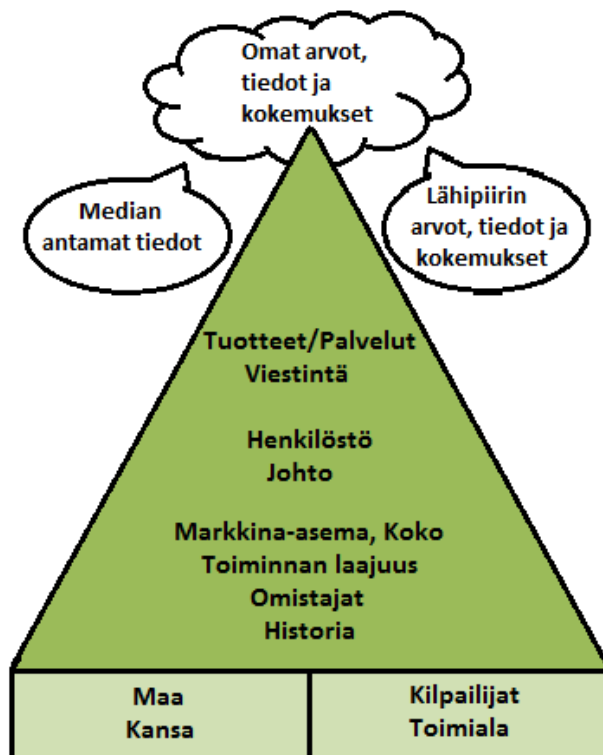 Omat arvot,
tiedot ja
kokemukset
Median
antamat tiedot
Lähipiirin
arvot, tiedot ja
kokemukset
Tuotteet/Palvelut
Viestintä
Henkilöstö
Johto
Markkina-asema, Koko
Toiminnan laajuus
Omistajat
Historia
Maa
Kansa
Kilpailijat
Toimiala